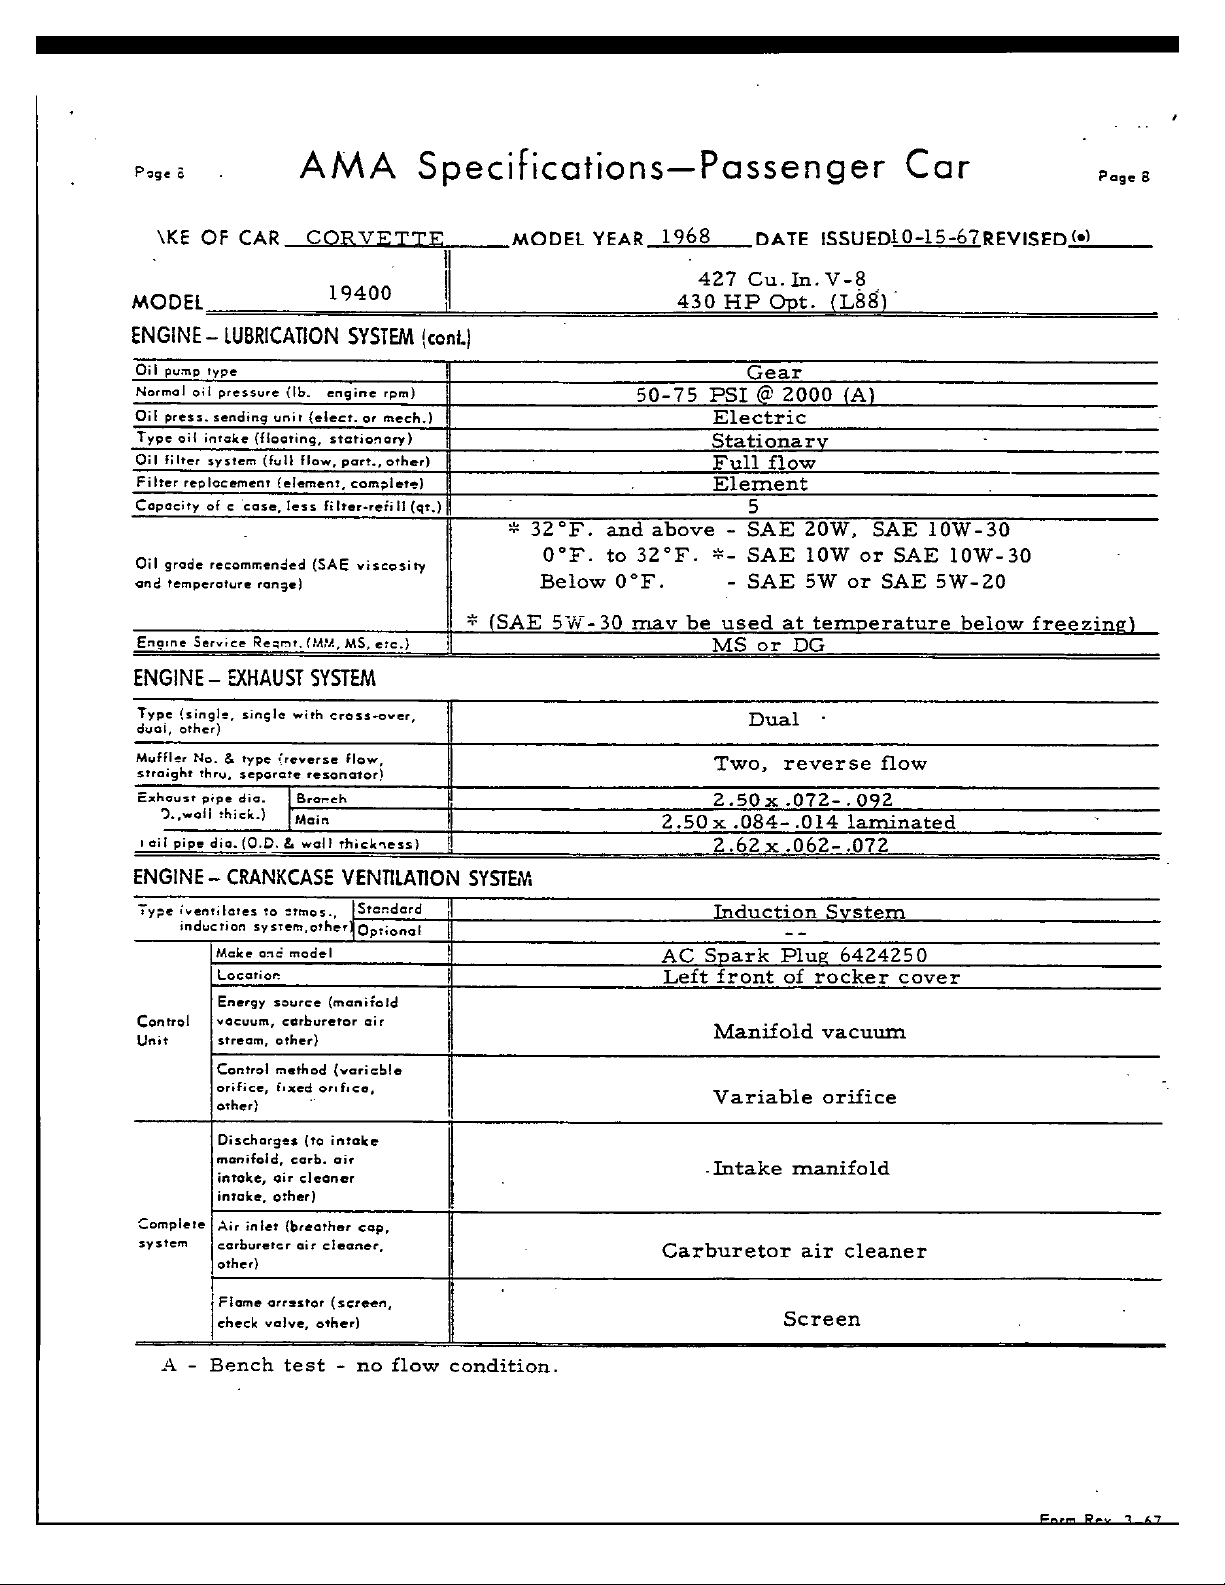 Page 8 AMA Specifications—Passenger Car Page 8
\KE OF CAR CORVETTE MODEL YEAR 1968 DATE ISSUED 10-15-67 REVISED (•)
MODEL 19400 427 Cu. In. V-8
430 HP Opt. (L88)
ENGINE – LUBRICATION SYSTEM (cont.)
Oil pump type Gear
Normal oil pressure (lb. engine rpm) 50-75 PSI @ 2000 (A)
Oil press. sending unit (elect. or mech.) Electric
Type oil intake (floating, stationary) Stationary
Oil filter system (full flow, part., other) Full flow
Filter replacement (element, complete) Element
Capacity of c case, less filter-refill (qt.) 5
Oil grade recommended (SAE viscosity
and temperature range)
* 32°F. and above - SAE 20W, SAE 10W-30
0°F. to 32°F. *- SAE 10W or SAE 10W-30
Below 0°F. - SAE 5W or SAE 5W-20
* (SAE 5W-30 may be used at temperature below freezing)
Engine Service Reqmt. (MM, MS, etc.) MS or DG
ENGINE – EXHAUST SYSTEM
Type (single, single with cross-over,
dual, other)
Dual
Muffler No. & type (reverse flow,
straight thru, separate resonator)
Two, reverse flow
Exhaust pipe dia. Branch 2.50 x .072-.092
D.,wall thick.) Main 2.50 x .084-.014 laminated
Tail pipe dia. (O.D. & wall thickness) 2.62 x .062-.072
ENGINE – CRANKCASE VENTILATION SYSTEM
Type (ventilates to atmos., Standard Induction System
induction system,other) Optional --
Control
Unit
Make and model AC Spark Plug 6424250
Location Left front of rocker cover
Energy source (manifold
vacuum, carburetor air
stream, other)
Manifold vacuum
Control method (variable
orifice, fixed orifice,
other)
Variable orifice
Complete
system
Discharges (to intake
manifold, carb. air
intake, air cleaner
intake, other)
Intake manifold
Air inlet (breather cap,
carburetor air cleaner,
other)
Carburetor air cleaner
Flame arrestor (screen,
check valve, other)
Screen
A - Bench test - no flow condition.
Form Rev. 3–67